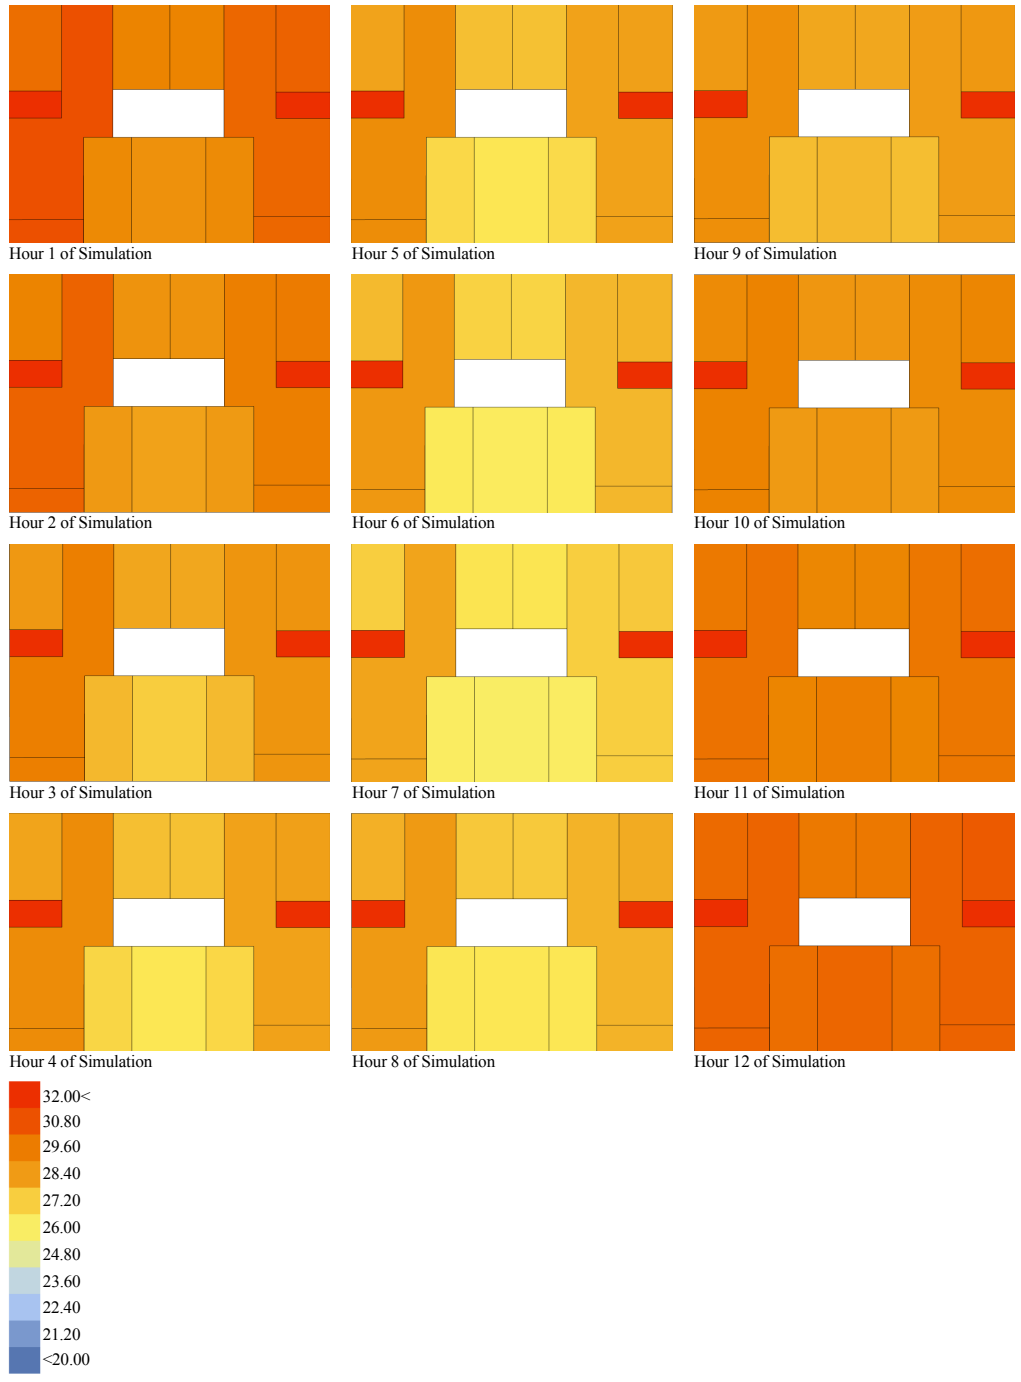 Hour 1 of Simulation
Hour 5 of Simulation
Hour 9 of Simulation
Hour 2 of Simulation
Hour 6 of Simulation
Hour 10 of Simulation
Hour 3 of Simulation
Hour 7 of Simulation
Hour 11 of Simulation
Hour 4 of Simulation
Hour 8 of Simulation
Hour 12 of Simulation
32.00<
30.80
29.60
28.40
27.20
26.00
24.80
23.60
22.40
21.20
<20.00